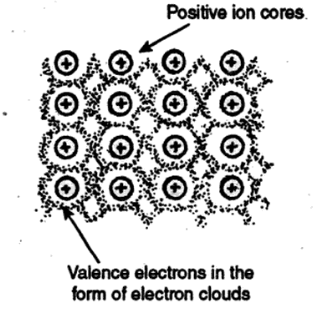 Positive ion cores
+ + + +
+ + + +
+ + + +
+ + + +
Valence electrons in the
form of electron clouds